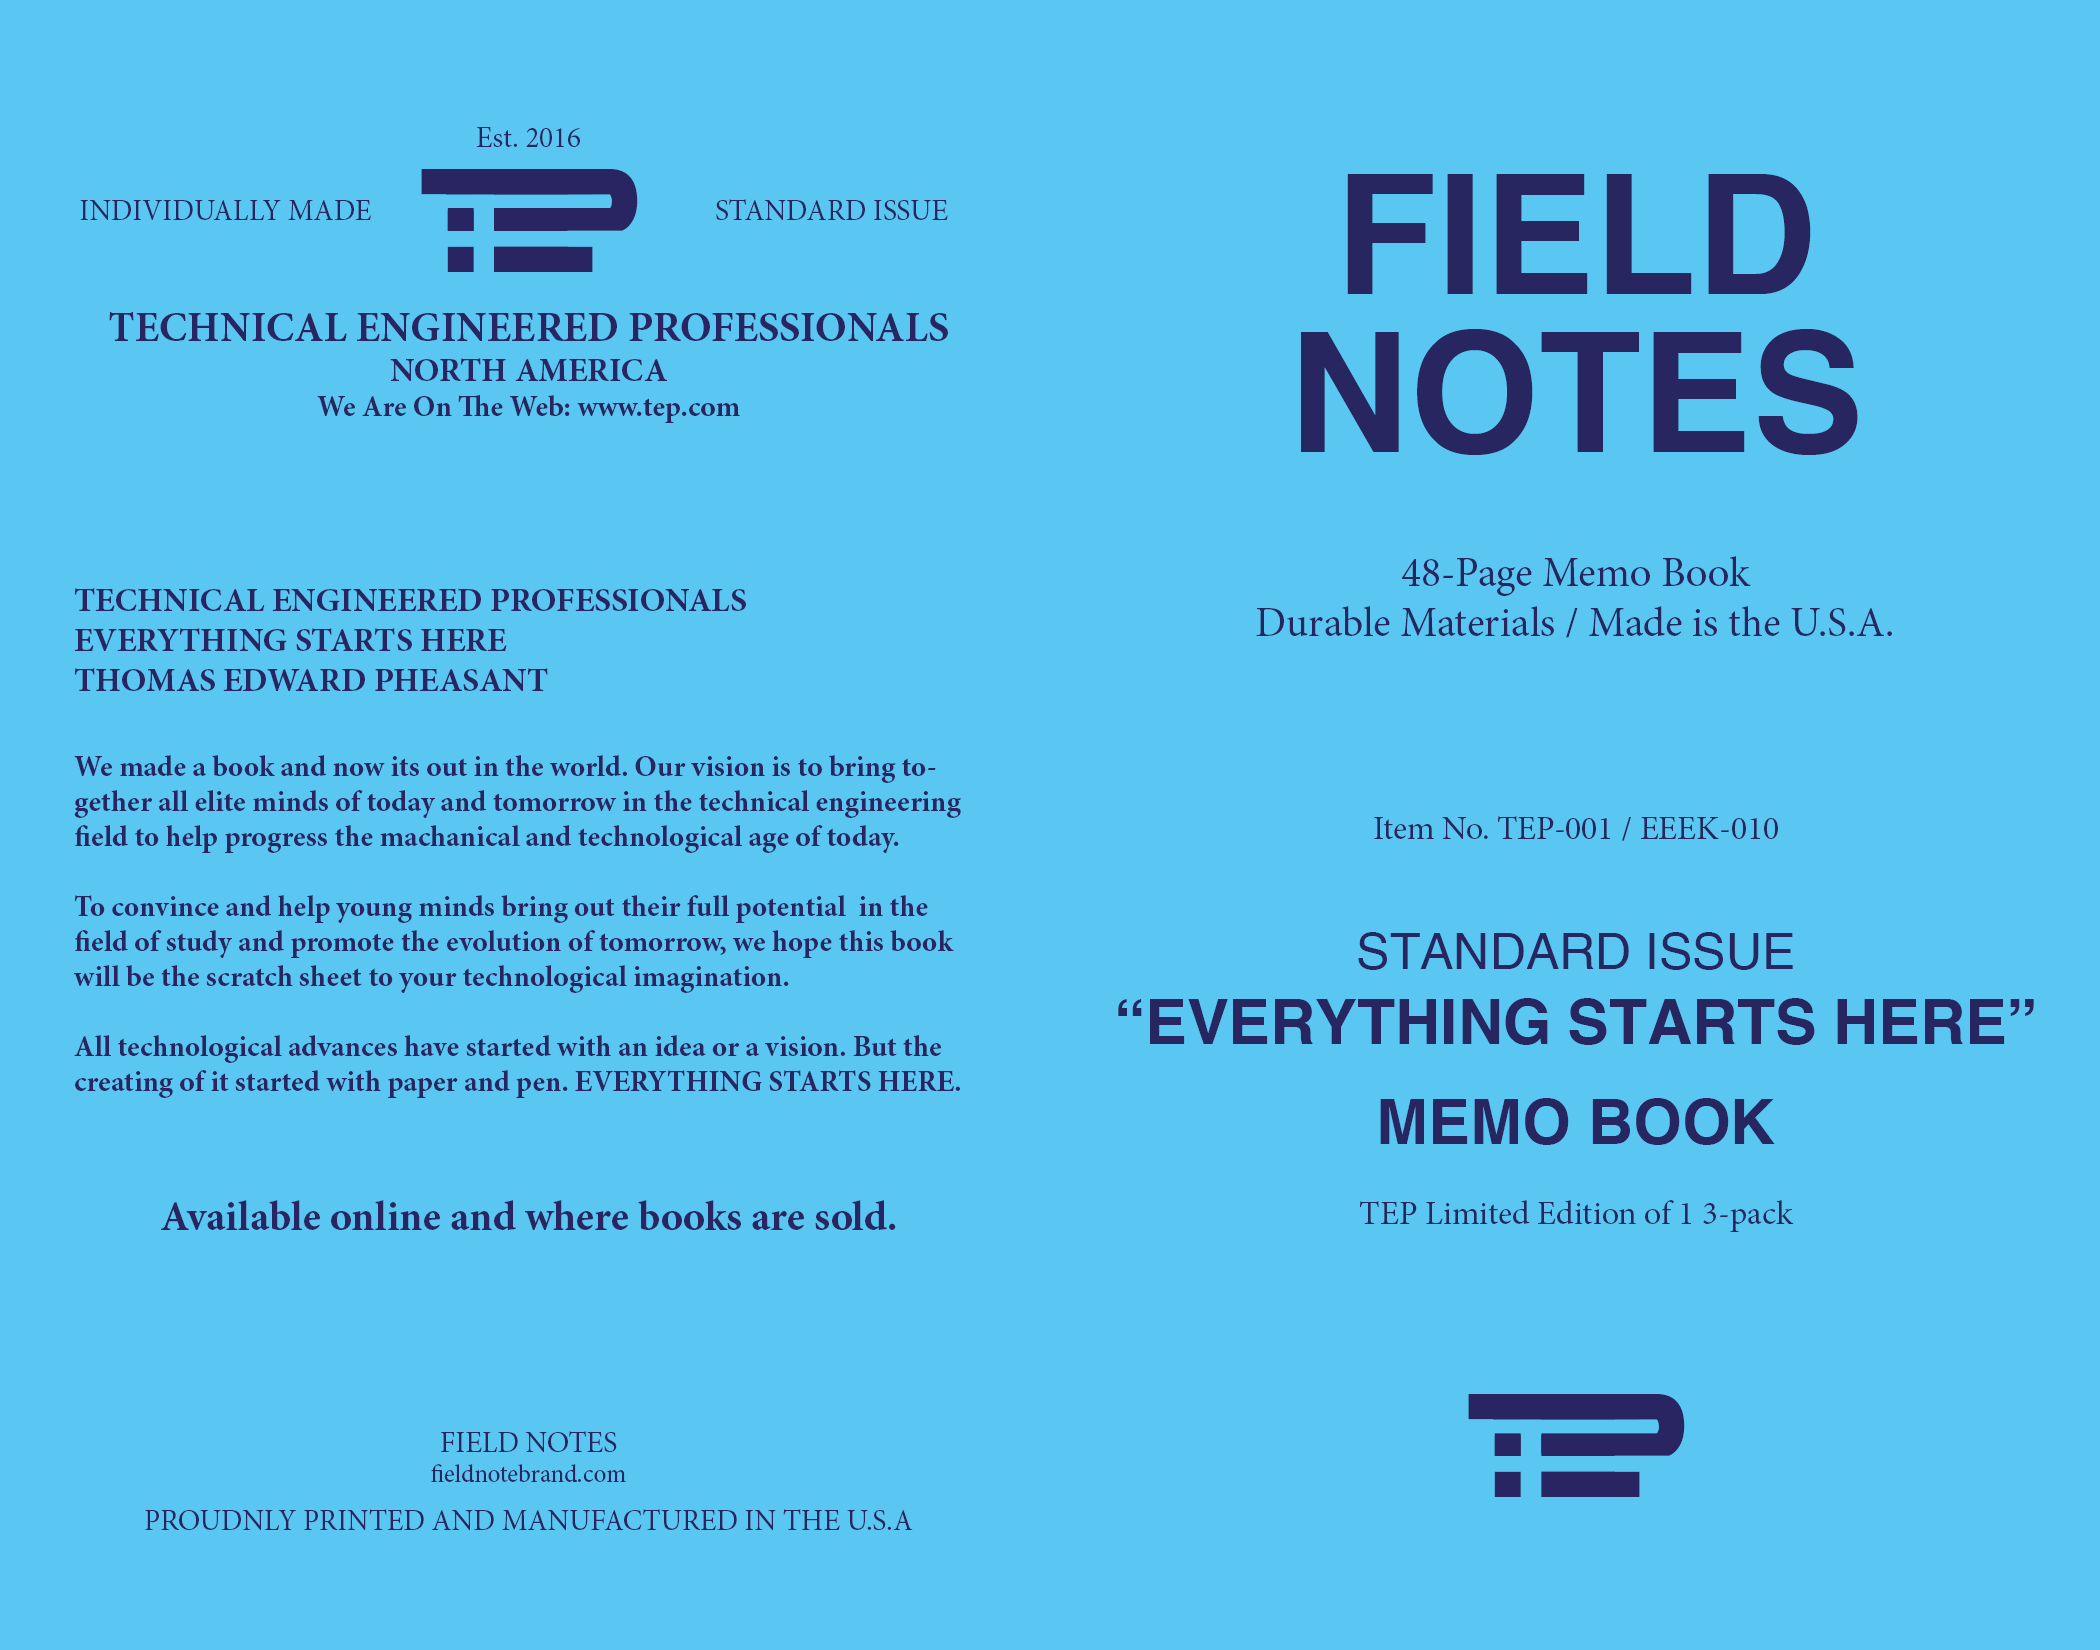 Est. 2016
INDIVIDUALLY MADE
TEP
STANDARD ISSUE
TECHNICAL ENGINEERED PROFESSIONALS
NORTH AMERICA
We Are On The Web: www.tep.com
TECHNICAL ENGINEERED PROFESSIONALS
EVERYTHING STARTS HERE
THOMAS EDWARD PHEASANT
We made a book and now its out in the world. Our vision is to bring to-
gether all elite minds of today and tomorrow in the technical engineering
field to help progress the machanical and technological age of today.
To convince and help young minds bring out their full potential  in the
field of study and promote the evolution of tomorrow, we hope this book
will be the scratch sheet to your technological imagination.
All technological advances have started with an idea or a vision. But the
creating of it started with paper and pen. EVERYTHING STARTS HERE.
Available online and where books are sold.
FIELD NOTES
fieldnotebrand.com
PROUDNLY PRINTED AND MANUFACTURED IN THE U.S.A
FIELD
NOTES
48-Page Memo Book
Durable Materials / Made is the U.S.A.
Item No. TEP-001 / EEEK-010
STANDARD ISSUE
“EVERYTHING STARTS HERE”
MEMO BOOK
TEP Limited Edition of 1 3-pack
TEP